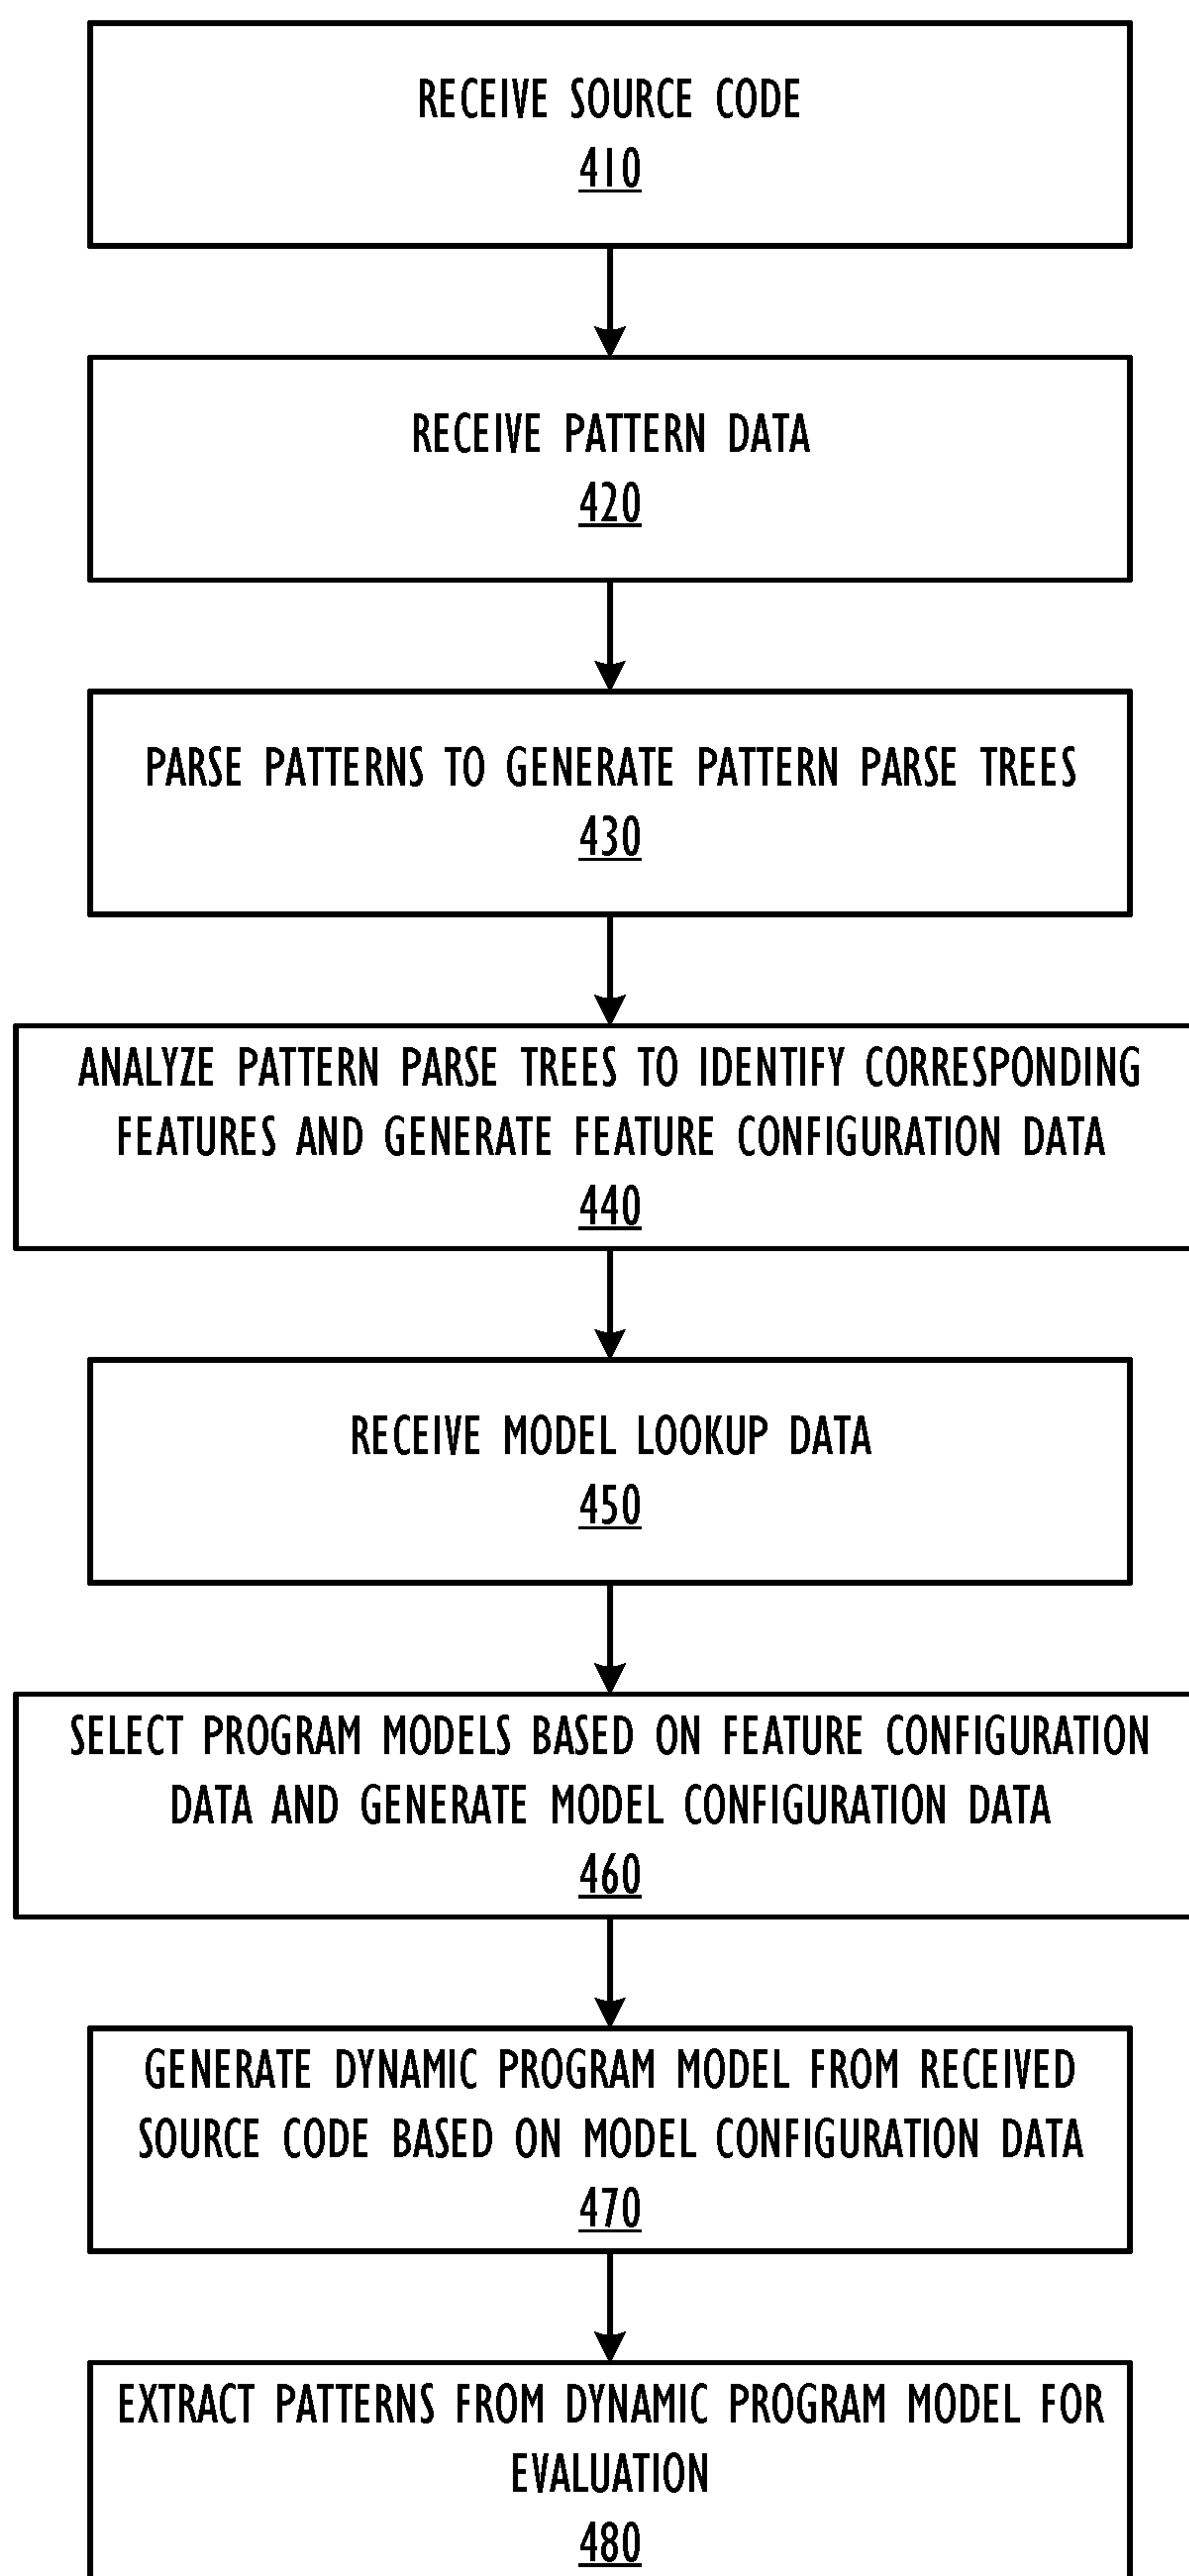 RECEIVE SOURCE CODE
410
RECEIVE PATTERN DATA
420
PARSE PATTERNS TO GENERATE PATTERN PARSE TREES
430
ANALYZE PATTERN PARSE TREES TO IDENTIFY CORRESPONDING
FEATURES AND GENERATE FEATURE CONFIGURATION DATA
440
RECEIVE MODEL LOOKUP DATA
450
SELECT PROGRAM MODELS BASED ON FEATURE CONFIGURATION
DATA AND GENERATE MODEL CONFIGURATION DATA
460
GENERATE DYNAMIC PROGRAM MODEL FROM RECEIVED
SOURCE CODE BASED ON MODEL CONFIGURATION DATA
470
EXTRACT PATTERNS FROM DYNAMIC PROGRAM MODEL FOR
EVALUATION
480